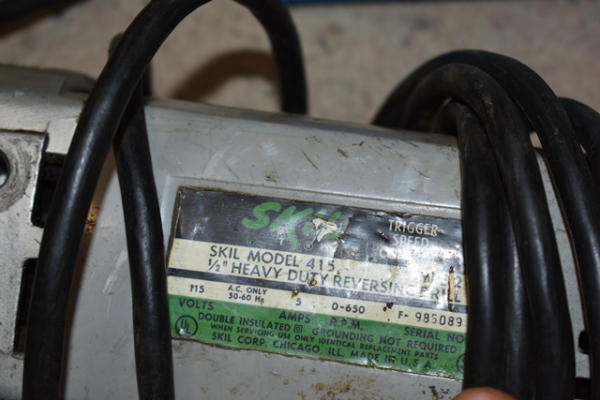 SKIL
TRIGGER
SPEED
SKIL MODEL 415
½" HEAVY DUTY REVERSING
115 A.C. ONLY 50-60 Hz 5 0-650 F- 985089
VOLTS AMPS R.P.M. SERIAL NO.
DOUBLE INSULATED GROUNDING NOT REQUIRED
WHEN SERVICING USE ONLY IDENTICAL REPLACEMENT PARTS
SKIL CORP. CHICAGO, ILL. MADE IN U.S.A.